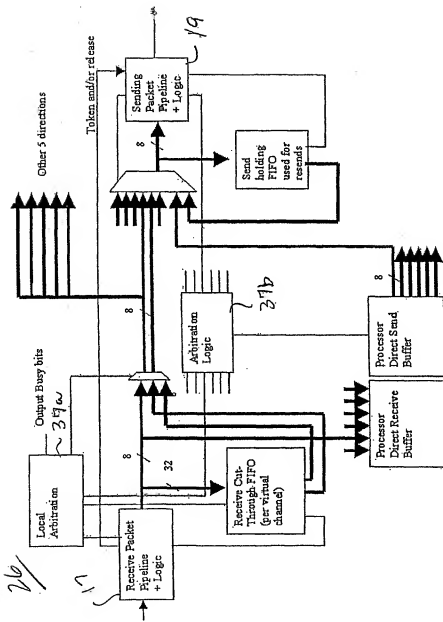 26
17
Receive Packet
Pipeline
+ Logic
Local
Arbitration
Output Busy bits
37a
8
32
Receive Cut-
Through-FIFO
(per virtual
channel)
Processor
Direct Receive
Buffer
Other 5 directions
8
Arbitration
Logic
37b
Processor
Direct Send
Buffer
8
Token and/or release
Sending
Packet
Pipeline
+ Logic
19
8
Send
holding
FIFO
used for
resends